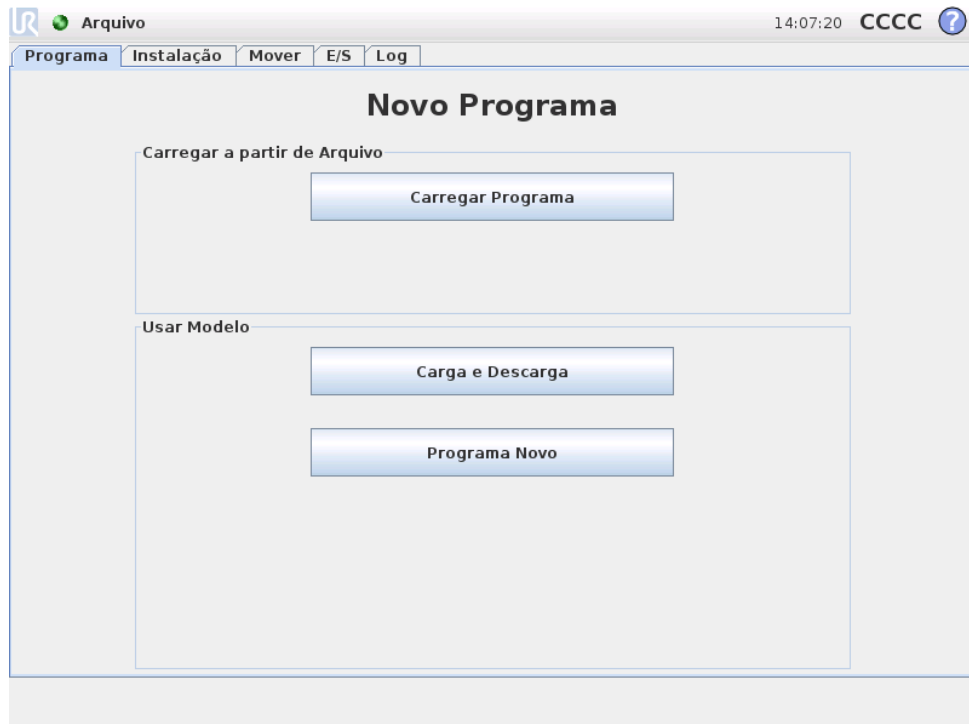 UR Arquivo 14:07:20 CCCC ?
Programa Instalação Mover E/S Log
Novo Programa
Carregar a partir de Arquivo
Carregar Programa
Usar Modelo
Carga e Descarga
Programa Novo